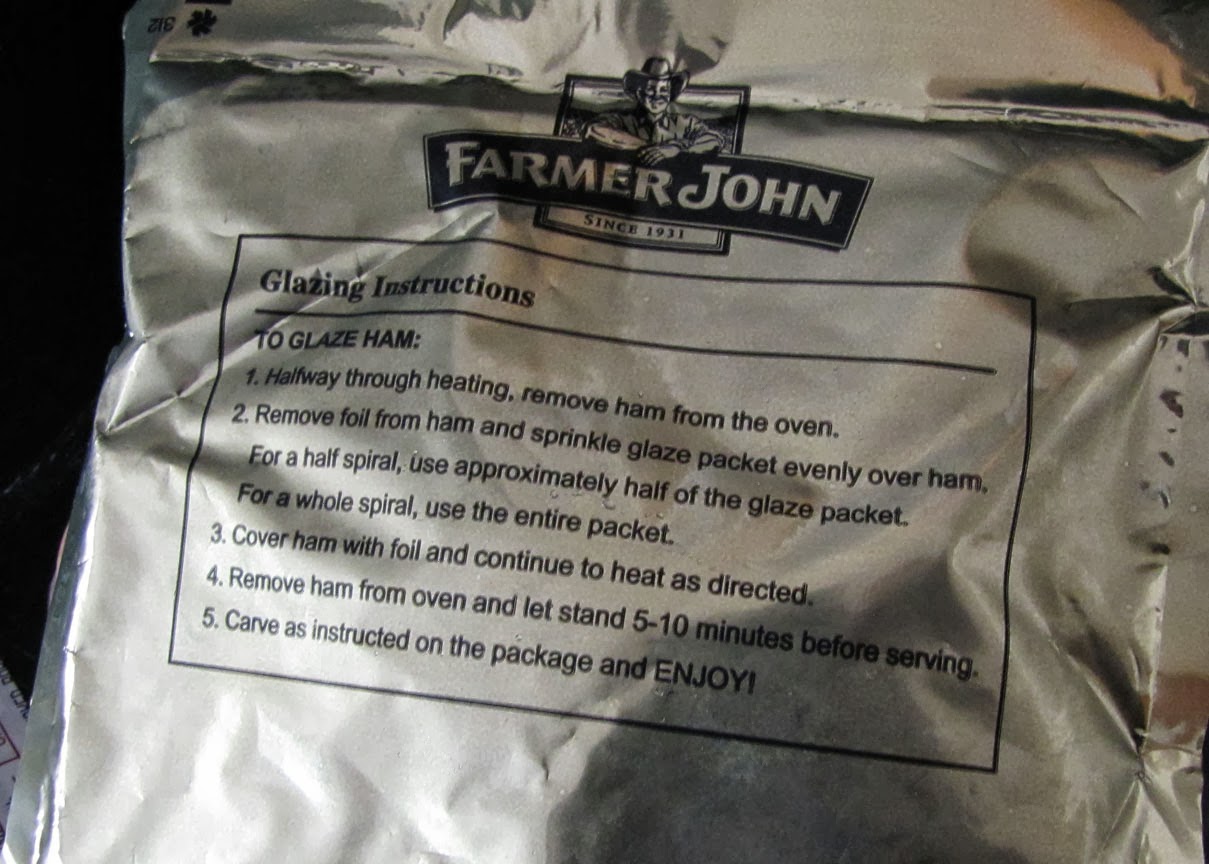 312
FARMER JOHN
SINCE 1931
Glazing Instructions
TO GLAZE HAM:
1. Halfway through heating, remove ham from the oven.
2. Remove foil from ham and sprinkle glaze packet evenly over ham.
For a half spiral, use approximately half of the glaze packet.
For a whole spiral, use the entire packet.
3. Cover ham with foil and continue to heat as directed.
4. Remove ham from oven and let stand 5-10 minutes before serving.
5. Carve as instructed on the package and ENJOY!